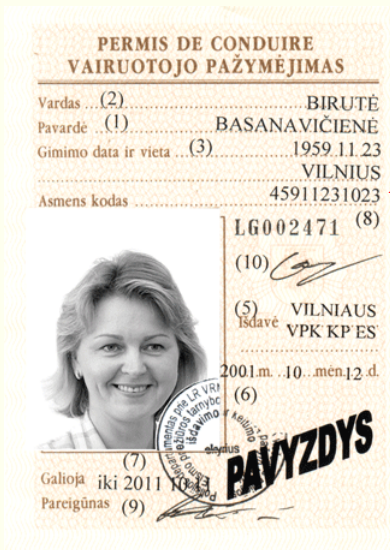 PERMIS DE CONDUIRE
VAIRUOTOJO PAŽYMĖJIMAS
Vardas (2) BIRUTĖ
Pavardė (1) BASANAVIČIENĖ
Gimimo data ir vieta (3) 1959 11 23
VILNIUS
Asmens kodas 45911231023
LG002471 (8)
(10)
(5) VILNIAUS
Išdavė VPK KP ES
2001 m. 10 mėn. 12 d.
(6)
PAVYZDYS
(7)
Galioja iki 2011 10 11
Pareigūnas (9)